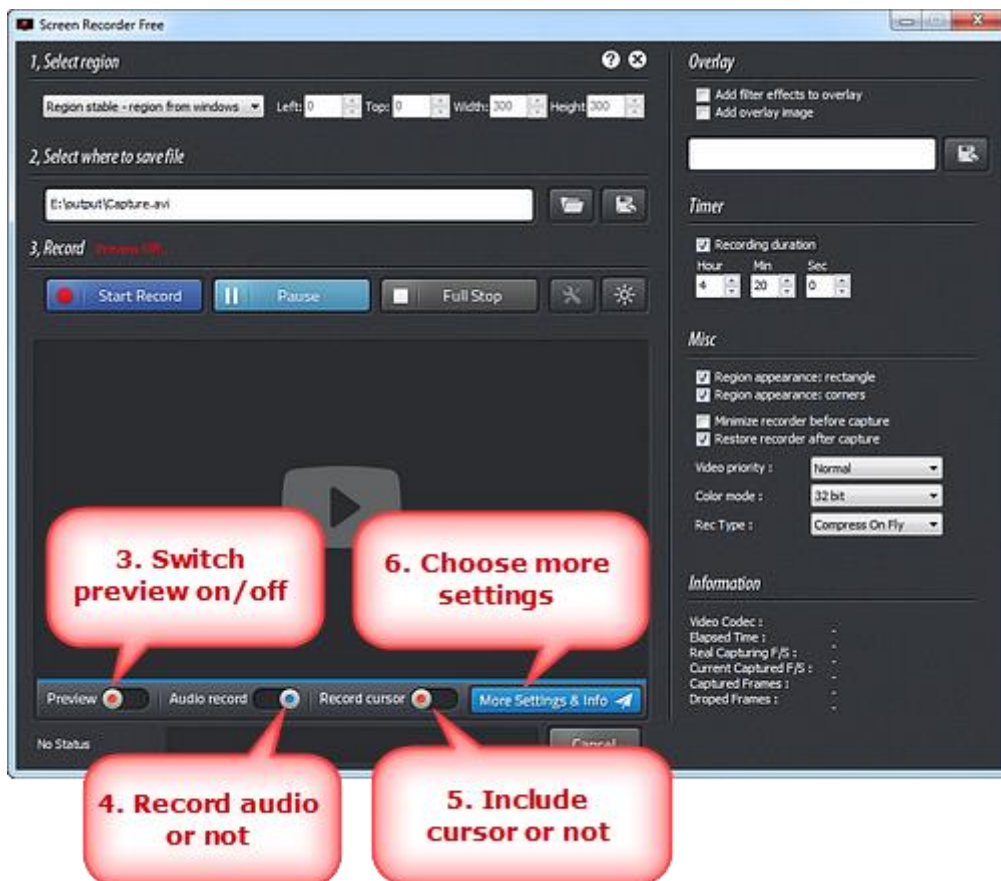 Screen Recorder Free
1, Select region
Region stable - region from windows Left: 0 Top: 0 Width: 300 Height 300
2, Select where to save file
E:\output\Capture.avi
3, Record Preview Off.
Start Record Pause Full Stop
3. Switch
preview on/off
6. Choose more
settings
Preview Audio record Record cursor More Settings & Info
No Status Cancel
4. Record audio
or not
5. Include
cursor or not
Overlay
Add filter effects to overlay
Add overlay image
Timer
Recording duration
Hour Min Sec
4 20 0
Misc
Region appearance: rectangle
Region appearance: corners
Minimize recorder before capture
Restore recorder after capture
Video priority : Normal
Color mode : 32 bit
Rec Type : Compress On Fly
Information
Video Codec : -
Elapsed Time : -
Real Capturing F/S : -
Current Captured F/S : -
Captured Frames : -
Droped Frames : -